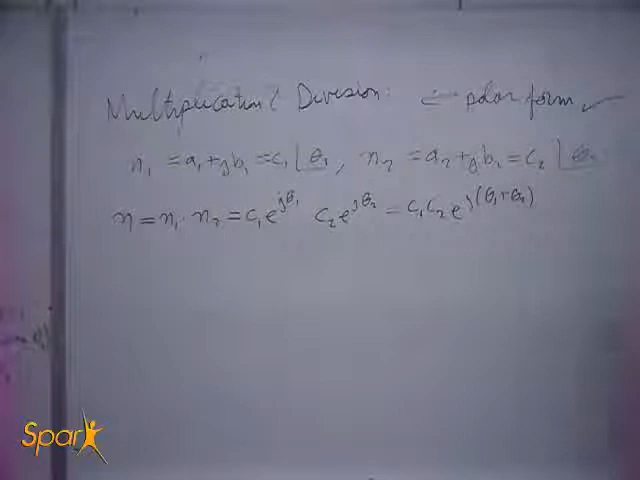 Multiplication & Division: ← polar form ✓
n₁ = a₁+jb₁ = c₁∠θ₁, n₂ = a₂+jb₂ = c₂∠θ₂
n = n₁. n₂ = c₁e^{jθ₁} c₂e^{jθ₂} = c₁c₂e^{j(θ₁+θ₂)}
Spark